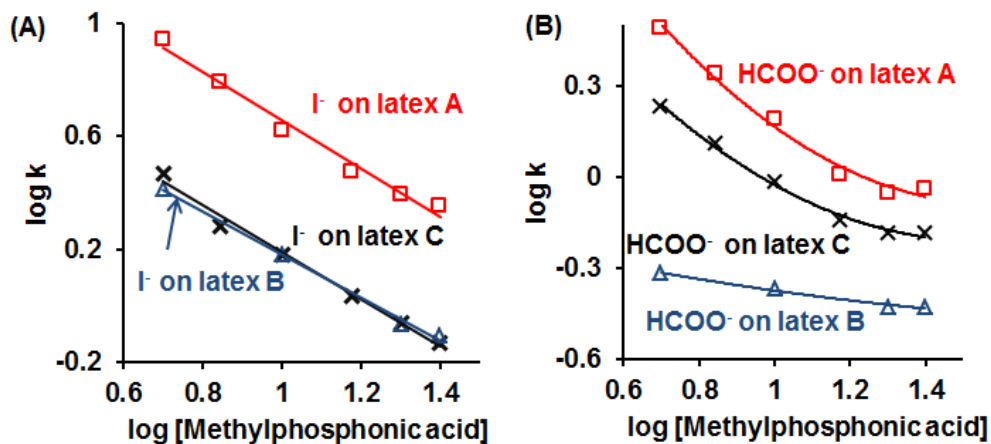 (A)
1
0.6
0.2
-0.2
0.6
0.8
1
1.2
1.4
log k
I- on latex A
I- on latex C
I- on latex B
log [Methylphosphonic acid]
(B)
0.3
0
-0.3
-0.6
0.6
0.8
1
1.2
1.4
log k
HCOO- on latex A
HCOO- on latex C
HCOO- on latex B
log [Methylphosphonic acid]